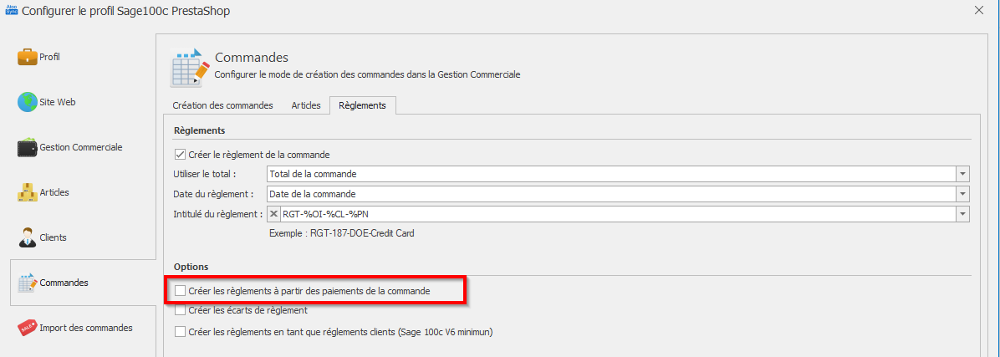 Atoo Sync Configurer le profil Sage100c PrestaShop
Profil
Site Web
Gestion Commerciale
Articles
Clients
Commandes
Import des commandes
SALE
Commandes
Configurer le mode de création des commandes dans la Gestion Commerciale
Création des commandes Articles Règlements
Règlements
Créer le règlement de la commande
Utiliser le total : Total de la commande
Date du règlement : Date de la commande
Intitulé du règlement : RGT-%OI-%CL-%PN
Exemple : RGT-187-DOE-Credit Card
Options
Créer les règlements à partir des paiements de la commande
Créer les écarts de règlement
Créer les règlements en tant que réglements clients (Sage 100c V6 minimun)